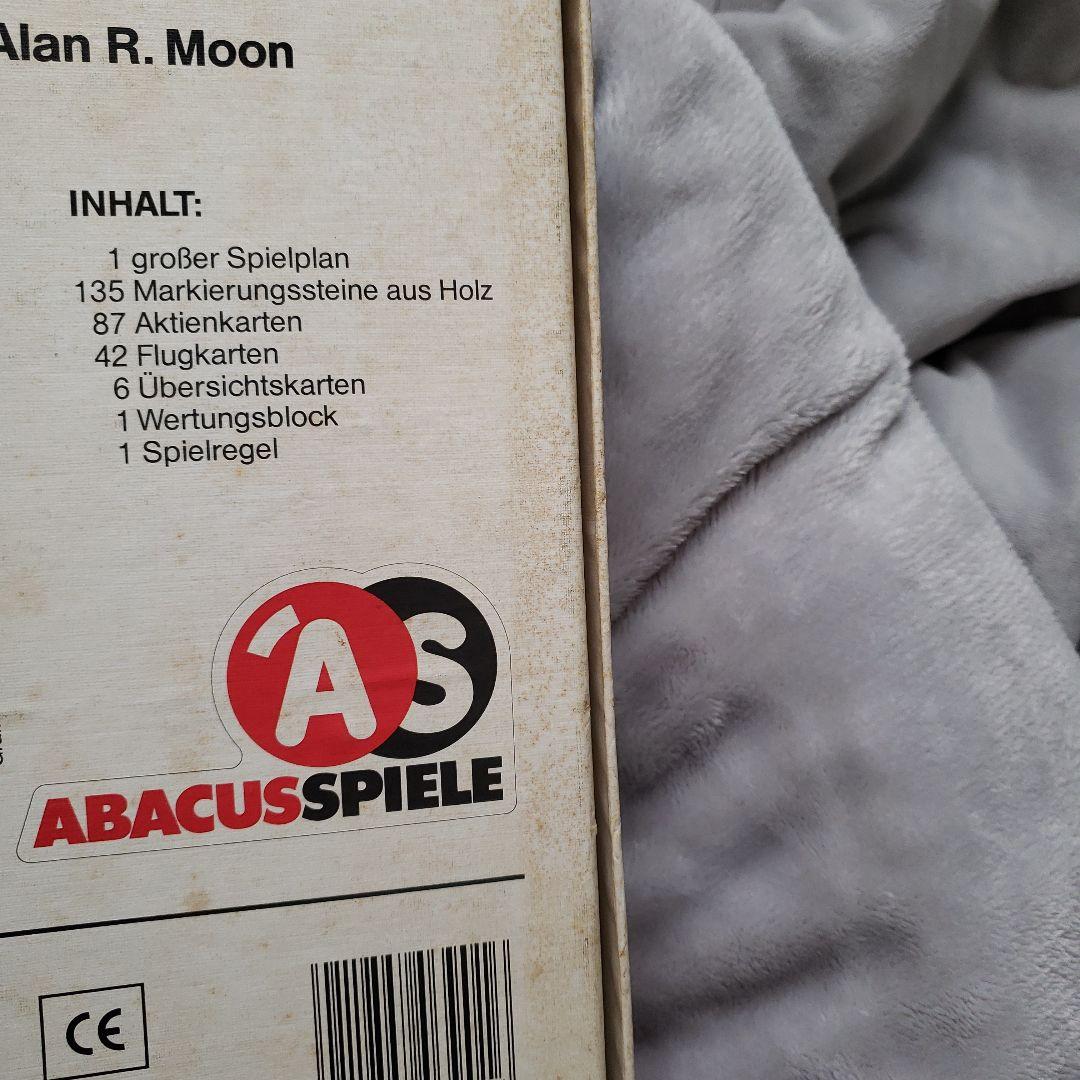 Alan R. Moon
INHALT:
1 großer Spielplan
135 Markierungssteine aus Holz
87 Aktienkarten
42 Flugkarten
6 Übersichtskarten
1 Wertungsblock
1 Spielregel
'AS
ABACUSSPIELE
CE